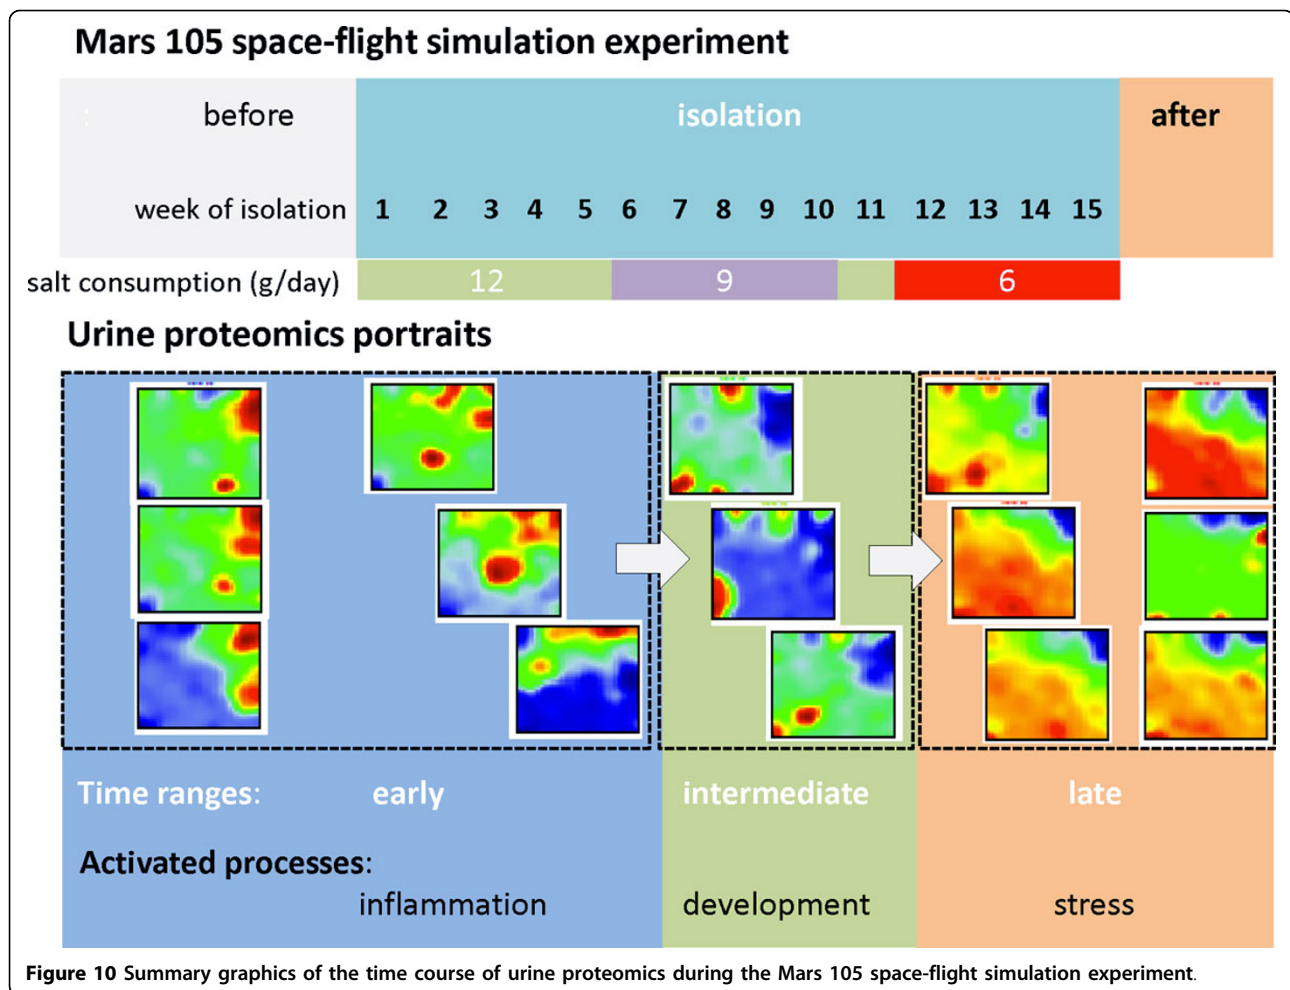 Mars 105 space-flight simulation experiment
: before isolation after
week of isolation 1 2 3 4 5 6 7 8 9 10 11 12 13 14 15
salt consumption (g/day) 12 9 6
Urine proteomics portraits
Time ranges: early intermediate late
Activated processes:
inflammation development stress
Figure 10 Summary graphics of the time course of urine proteomics during the Mars 105 space-flight simulation experiment.